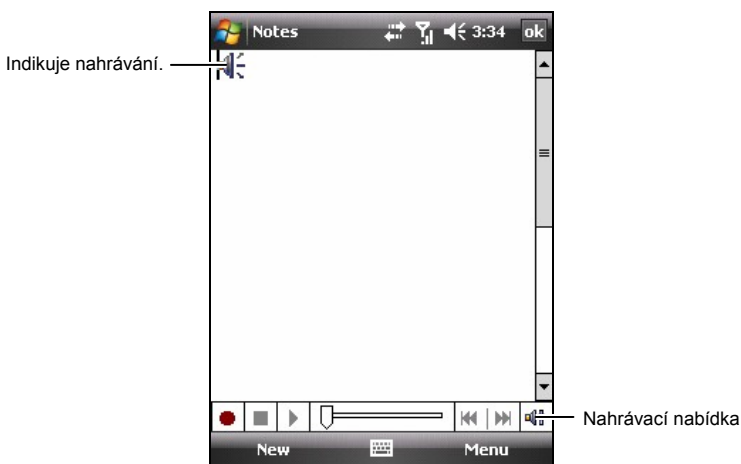 Notes 3:34 ok
Indikuje nahrávání.
Nahrávací nabídka
New Menu